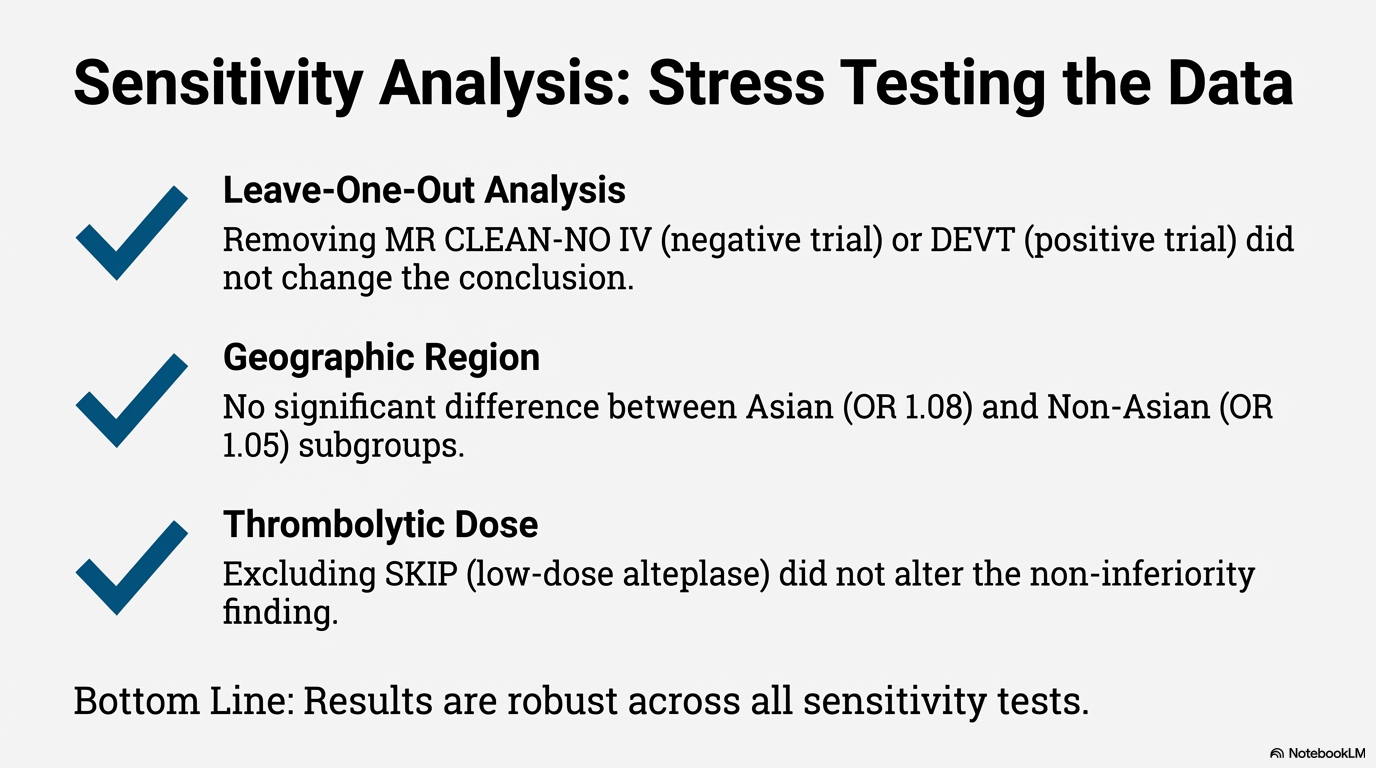 Sensitivity Analysis: Stress Testing the Data
Leave-One-Out Analysis
Removing MR CLEAN-NO IV (negative trial) or DEVT (positive trial) did
not change the conclusion.
Geographic Region
No significant difference between Asian (OR 1.08) and Non-Asian (OR
1.05) subgroups.
Thrombolytic Dose
Excluding SKIP (low-dose alteplase) did not alter the non-inferiority
finding.
Bottom Line: Results are robust across all sensitivity tests.
NotebookLM